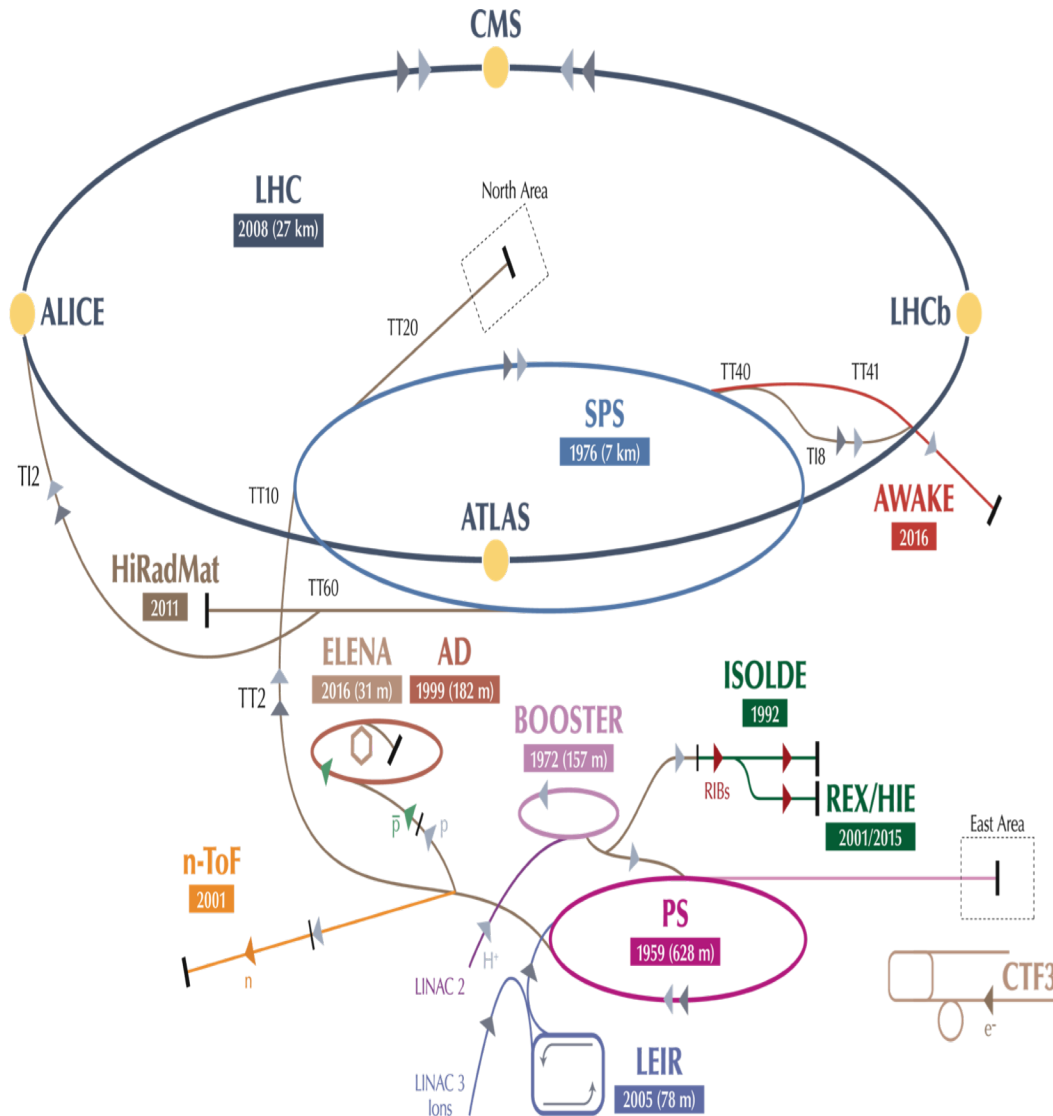 CMS
LHC
2008 (27 km)
North Area
ALICE
LHCb
TT20
TT40
TT41
SPS
1976 (7 km)
TI8
TI2
TT10
ATLAS
AWAKE
2016
HiRadMat
2011
TT60
ELENA
2016 (31 m)
AD
1999 (182 m)
TT2
ISOLDE
1992
BOOSTER
1972 (157 m)
RIBs
REX/HIE
2001/2015
p̅
p
East Area
n-ToF
2001
PS
1959 (628 m)
H⁺
n
LINAC 2
CTF3
e⁻
LEIR
2005 (78 m)
LINAC 3
Ions